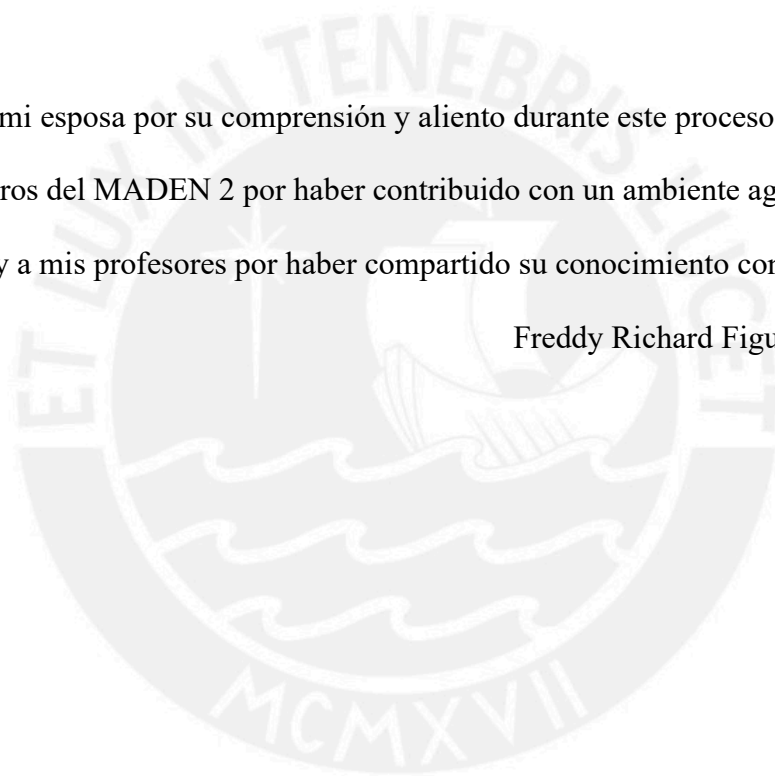 ET LUX IN TENEBRIS LUCET
mi esposa por su comprensión y aliento durante este proceso
ros del MADEN 2 por haber contribuido con un ambiente ag
y a mis profesores por haber compartido su conocimiento con
Freddy Richard Figu
MCMXVII